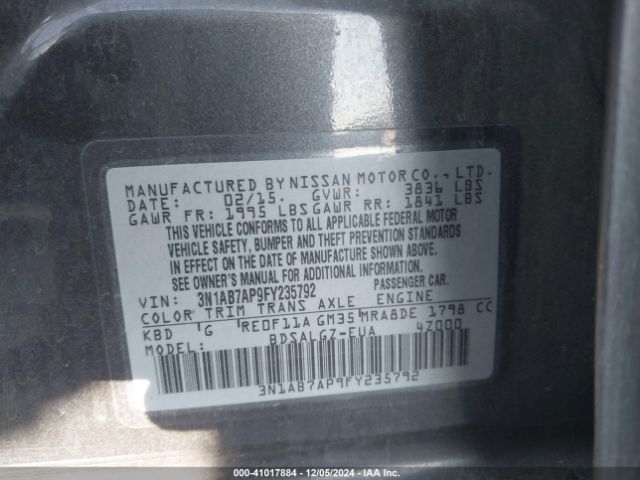 MANUFACTURED BY NISSAN MOTOR CO., LTD.
DATE: 02/15. GVWR: 3836 LBS
GAWR FR: 1995 LBS GAWR RR: 1841 LBS
THIS VEHICLE CONFORMS TO ALL APPLICABLE FEDERAL MOTOR
VEHICLE SAFETY, BUMPER AND THEFT PREVENTION STANDARDS
IN EFFECT ON THE DATE OF MANUFACTURE SHOWN ABOVE.
SEE OWNER'S MANUAL FOR ADDITIONAL INFORMATION.
VIN: 3N1AB7AP9FY235792 PASSENGER CAR.
COLOR TRIM TRANS AXLE ENGINE
KBD G RE0F11A GM35 MRA8DE 1798 CC
MODEL: BDSALGZ-EUA 4Z000
3N1AB7AP9FY235792
000-41017884 | 12/05/2024 | IAA Inc.